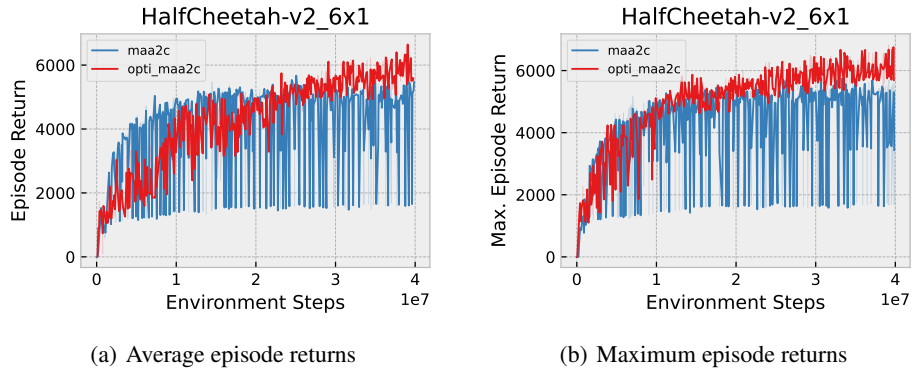 HalfCheetah-v2_6x1
maa2c
opti_maa2c
Episode Return
6000
4000
2000
0
0 1 2 3 4
1e7
Environment Steps
(a) Average episode returns
HalfCheetah-v2_6x1
maa2c
opti_maa2c
Max. Episode Return
6000
4000
2000
0
0 1 2 3 4
1e7
Environment Steps
(b) Maximum episode returns